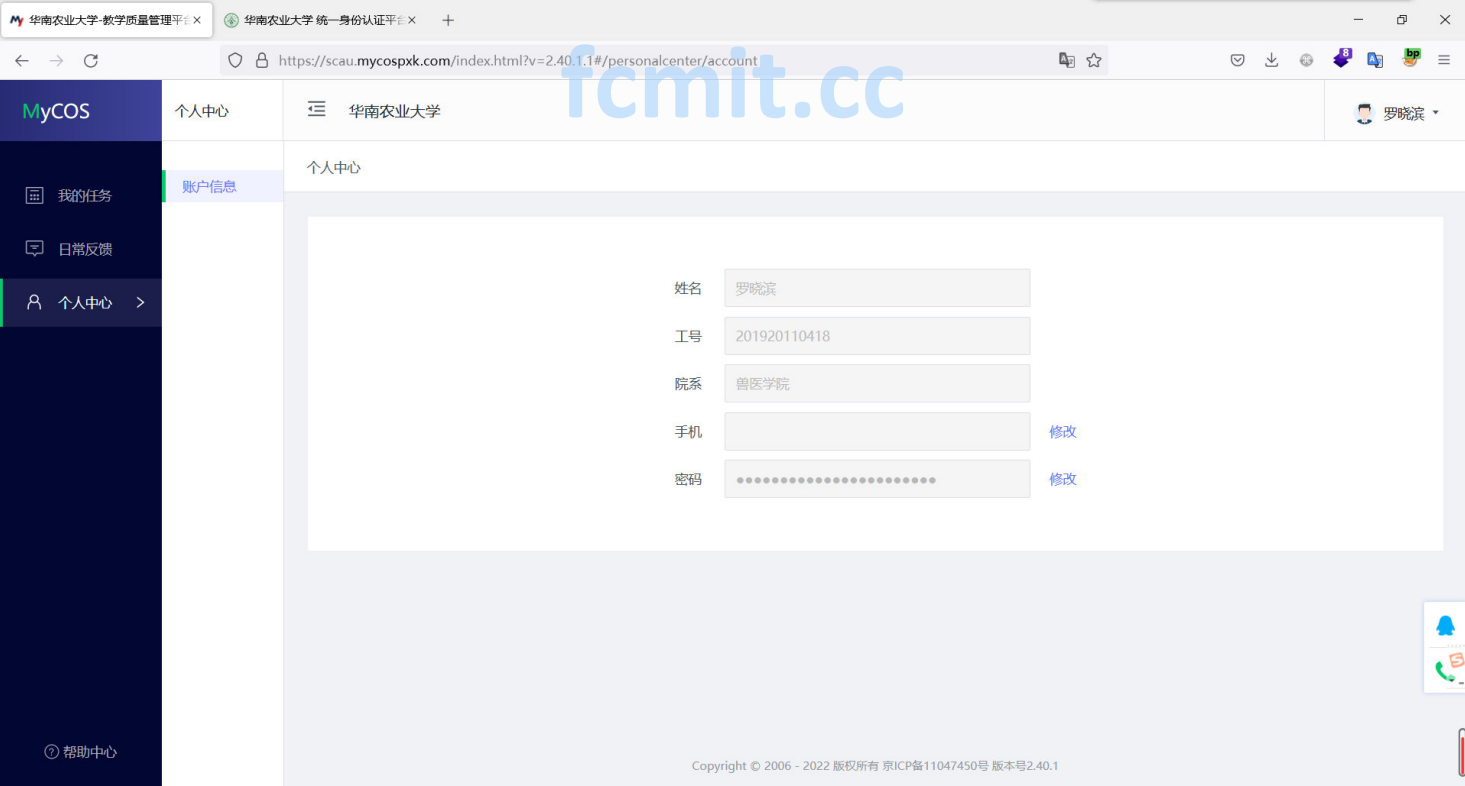 My 华南农业大学-教学质量管理平台
华南农业大学 统一身份认证平台
https://scau.mycospxk.com/index.html?v=2.40.1.1#/personalcenter/account
8
bp
fcmit.cc
MyCOS
个人中心
华南农业大学
罗晓滨
个人中心
账户信息
我的任务
日常反馈
个人中心
姓名 罗晓滨
工号 201920110418
院系 兽医学院
手机 修改
密码 修改
帮助中心
Copyright © 2006 - 2022 版权所有 京ICP备11047450号 版本号2.40.1